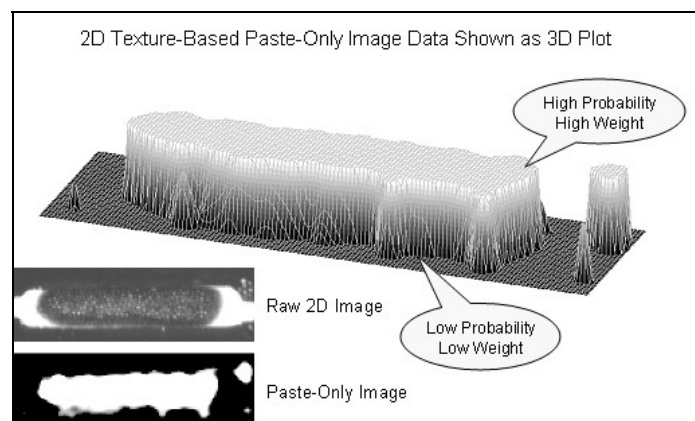 2D Texture-Based Paste-Only Image Data Shown as 3D Plot
High Probability
High Weight
Raw 2D Image
Low Probability
Low Weight
Paste-Only Image